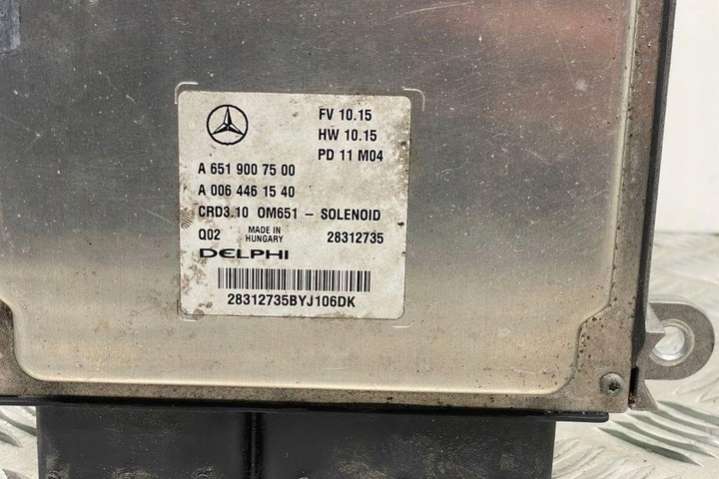 FV 10.15
HW 10.15
PD 11 M04
A 651 900 75 00
A 006 446 15 40
CRD3.10 OM651 - SOLENOID
Q02 MADE IN HUNGARY 28312735
DELPHI
28312735BYJ106DK